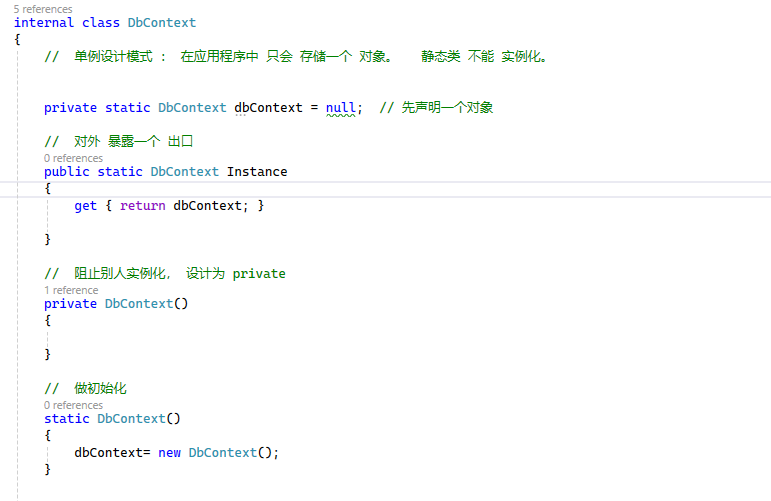 5 references
internal class DbContext
{
// 单例设计模式 ： 在应用程序中 只会 存储一个 对象。 静态类 不能 实例化。
private static DbContext dbContext = null; // 先声明一个对象
// 对外 暴露一个 出口
0 references
public static DbContext Instance
{
get { return dbContext; }
}
// 阻止别人实例化， 设计为 private
1 reference
private DbContext()
{
}
// 做初始化
0 references
static DbContext()
{
dbContext= new DbContext();
}